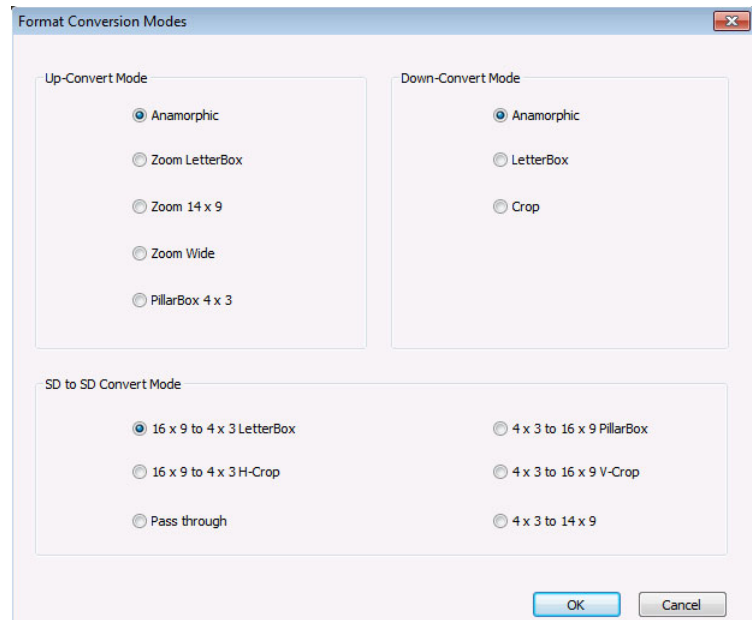 Format Conversion Modes
Up-Convert Mode
Anamorphic
Zoom LetterBox
Zoom 14 x 9
Zoom Wide
PillarBox 4 x 3
Down-Convert Mode
Anamorphic
LetterBox
Crop
SD to SD Convert Mode
16 x 9 to 4 x 3 LetterBox
16 x 9 to 4 x 3 H-Crop
Pass through
4 x 3 to 16 x 9 PillarBox
4 x 3 to 16 x 9 V-Crop
4 x 3 to 14 x 9
OK
Cancel